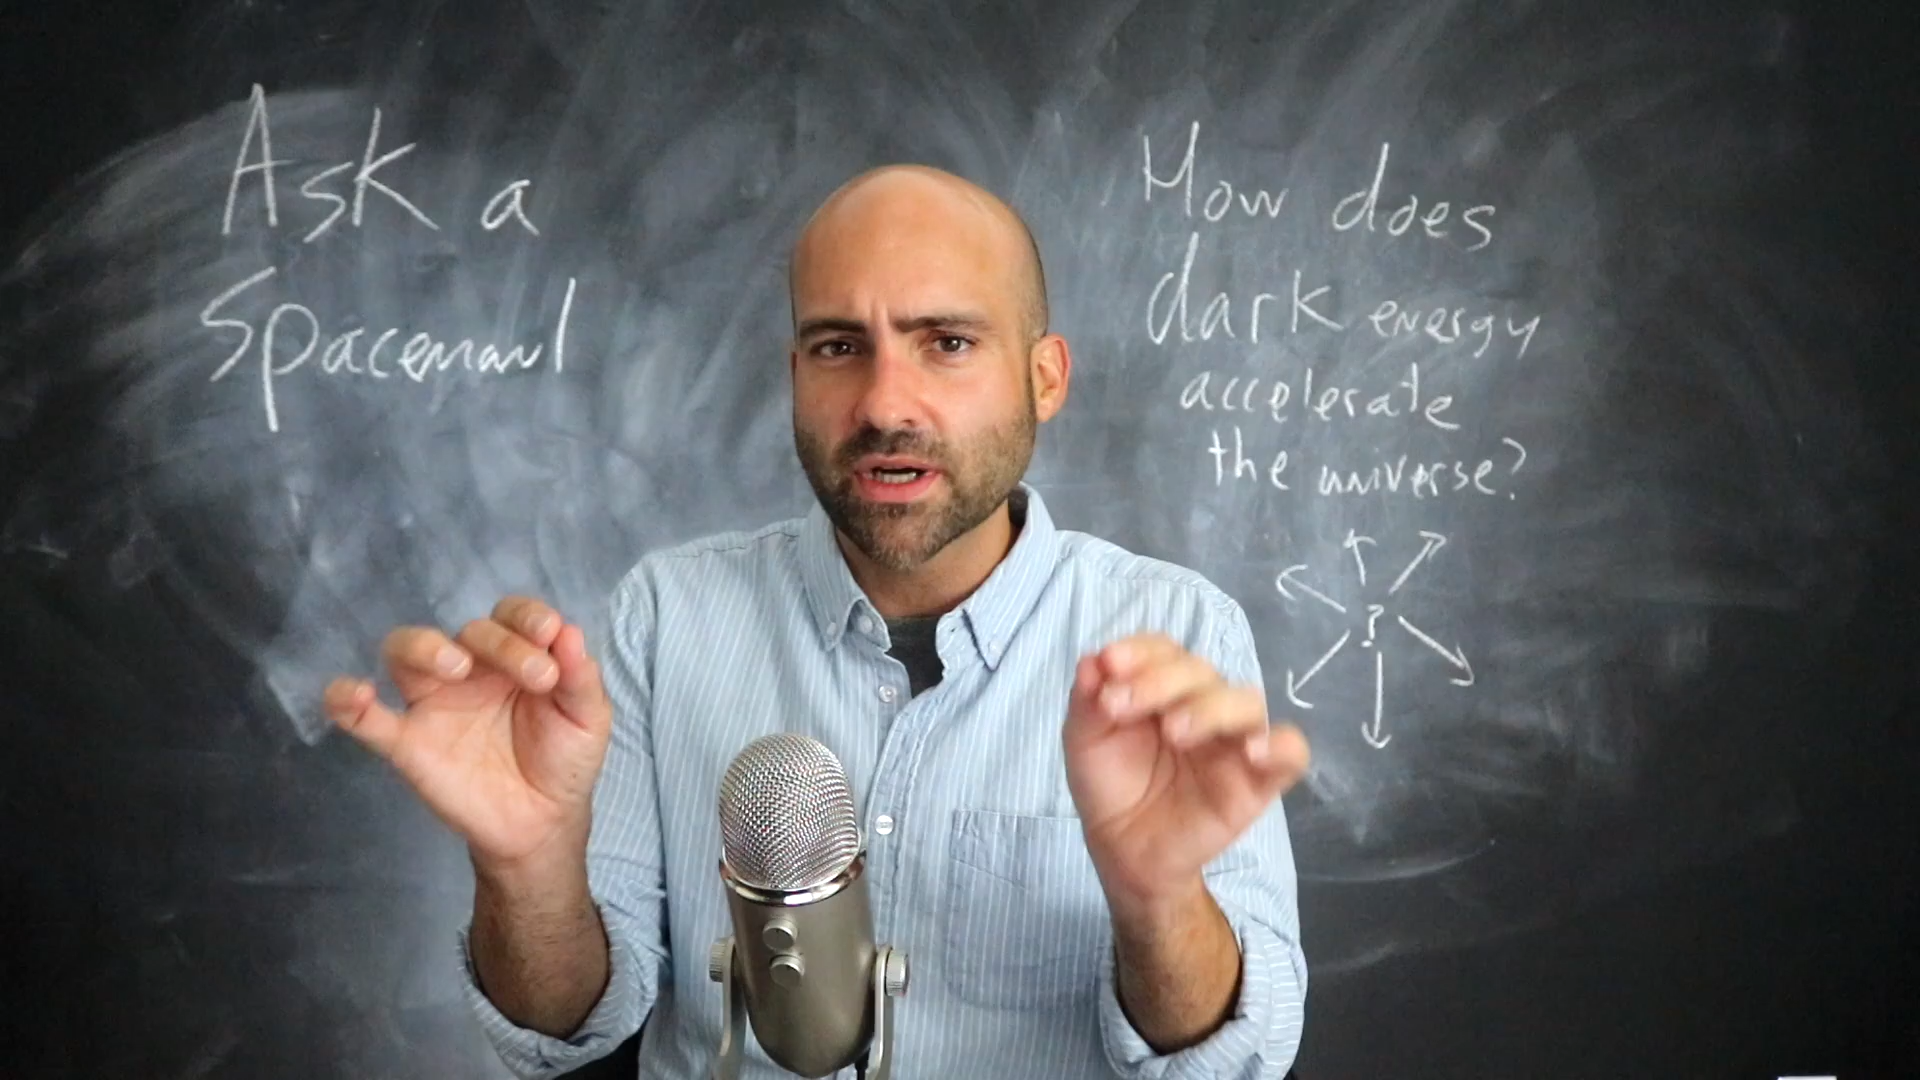 Ask a
Spaceman!
How does
dark energy
accelerate
the universe?
?